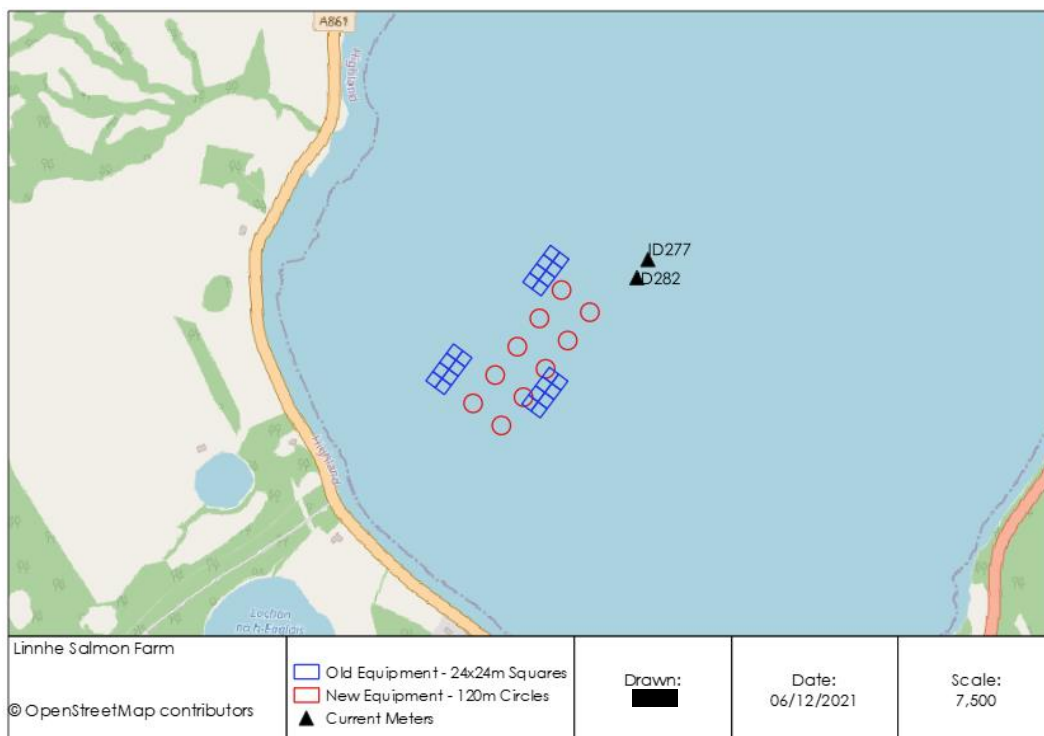 A861
Highland
ID277
D282
Highland
Lochan
na h-Eaglais
Linnhe Salmon Farm
© OpenStreetMap contributors
Old Equipment - 24x24m Squares
New Equipment - 120m Circles
Current Meters
Drawn:
Date:
06/12/2021
Scale:
7,500